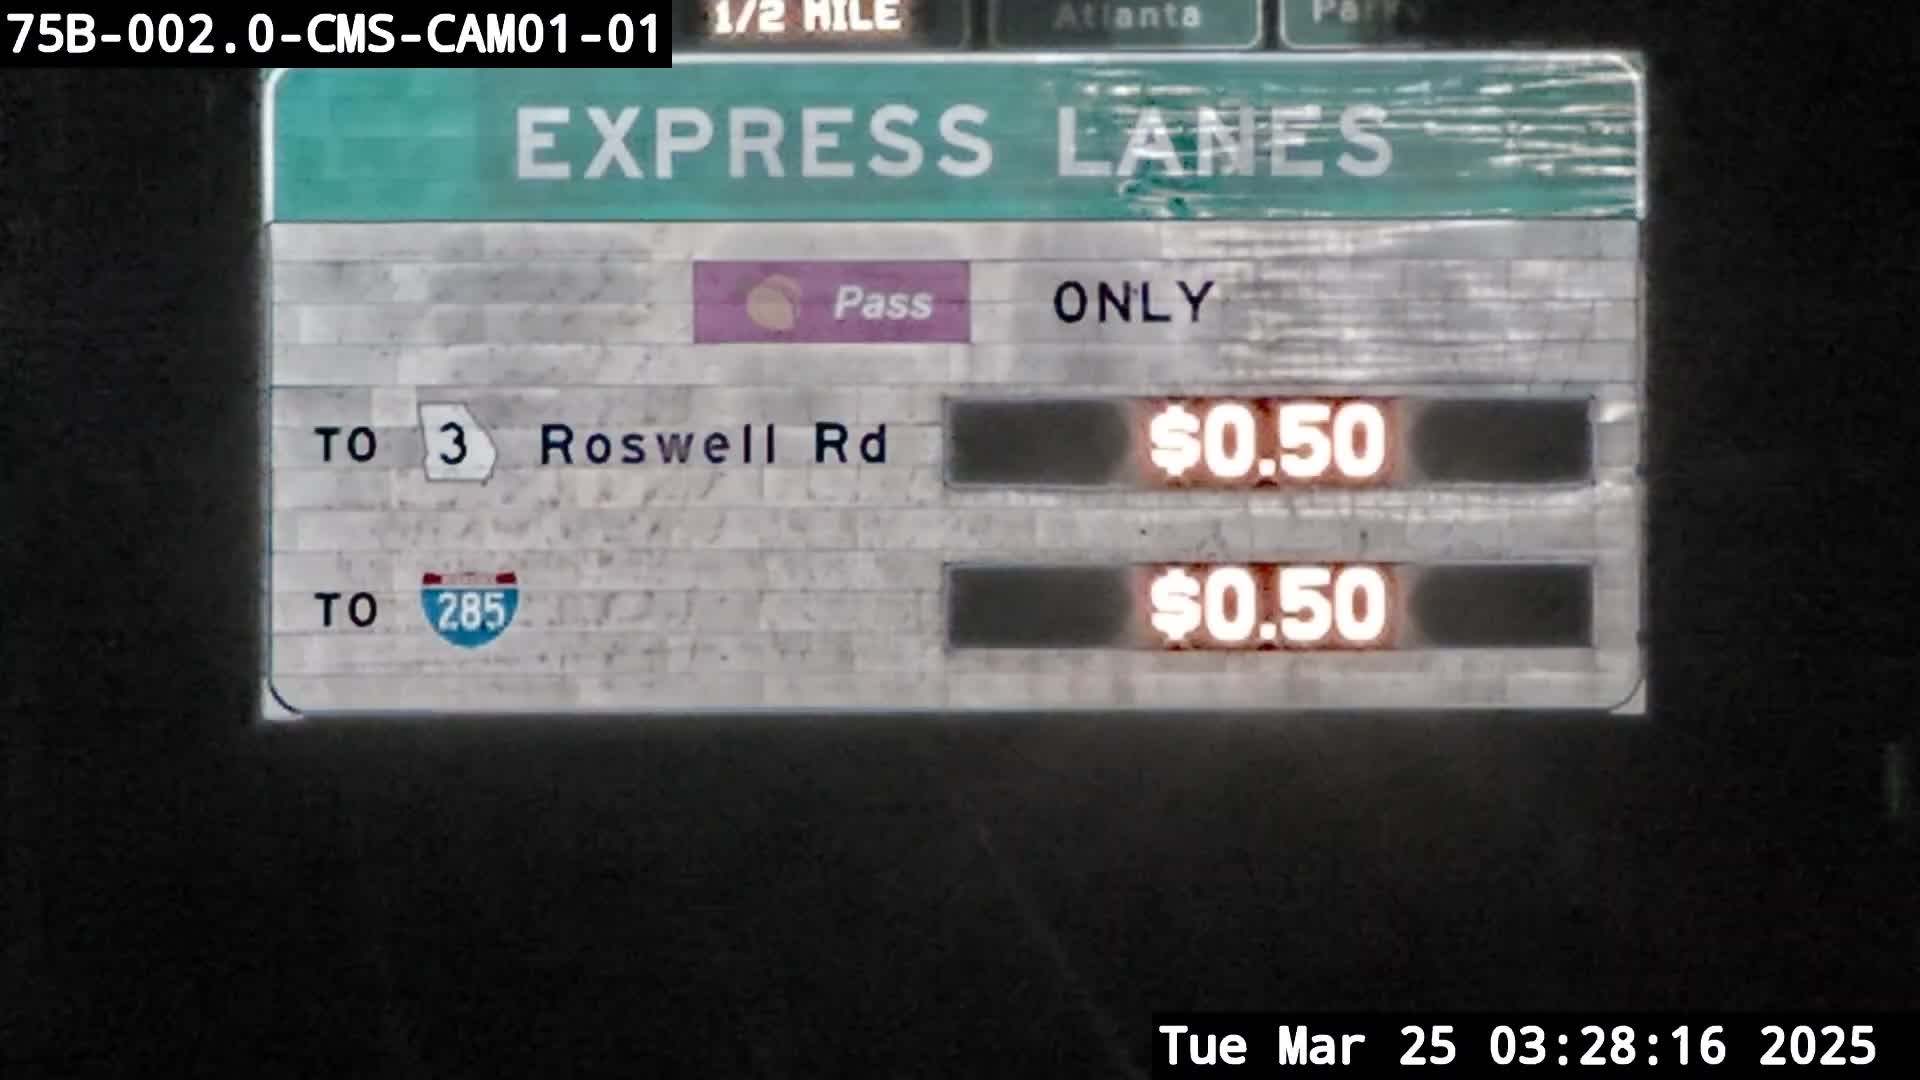 75B-002.0-CMS-CAM01-01
1/2 MILE
Atlanta
EXPRESS LANES
Pass ONLY
TO 3 Roswell Rd $0.50
TO 285 $0.50
Tue Mar 25 03:28:16 2025